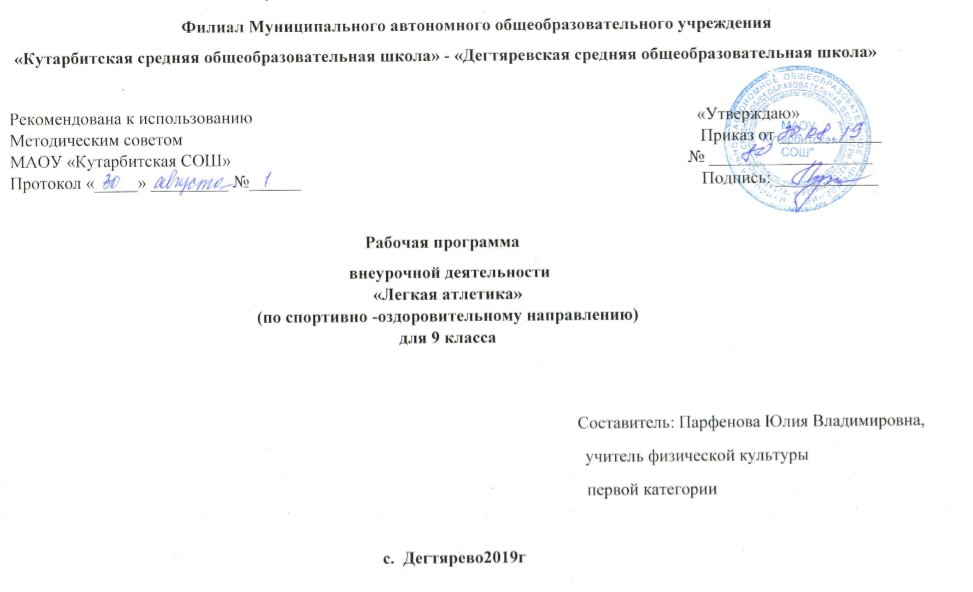 Филиал Муниципального автономного общеобразовательного учреждения
«Кутарбитская средняя общеобразовательная школа» - «Дегтяревская средняя общеобразовательная школа»
Рекомендована к использованию
Методическим советом
МАОУ «Кутарбитская СОШ»
Протокол «30» августа №1
«Утверждаю»
Приказ от 30.08 19
№
Подпись:
МАОУ
СОШ"
Рабочая программа
внеурочной деятельности
«Легкая атлетика»
(по спортивно -оздоровительному направлению)
для 9 класса
Составитель: Парфенова Юлия Владимировна,
учитель физической культуры
первой категории
с. Дегтярево2019г